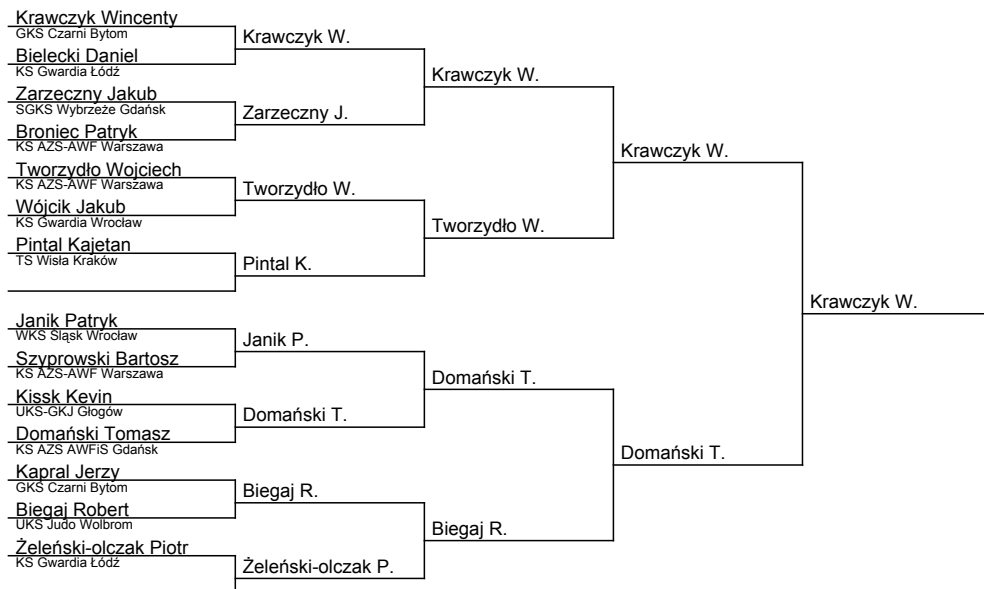 Krawczyk Wincenty
GKS Czarni Bytom
Bielecki Daniel
KS Gwardia Łódź
Zarzeczny Jakub
SGKS Wybrzeże Gdańsk
Broniec Patryk
KS AZS-AWF Warszawa
Tworzydło Wojciech
KS AZS-AWF Warszawa
Wójcik Jakub
KS Gwardia Wrocław
Pintal Kajetan
TS Wisła Kraków
Janik Patryk
WKS Śląsk Wrocław
Szyprowski Bartosz
KS AZS-AWF Warszawa
Kissk Kevin
UKS-GKJ Głogów
Domański Tomasz
KS AZS AWFiS Gdańsk
Kapral Jerzy
GKS Czarni Bytom
Biegaj Robert
UKS Judo Wolbrom
Żeleński-olczak Piotr
KS Gwardia Łódź
Krawczyk W.
Zarzeczny J.
Tworzydło W.
Pintal K.
Janik P.
Domański T.
Biegaj R.
Żeleński-olczak P.
Krawczyk W.
Tworzydło W.
Domański T.
Biegaj R.
Krawczyk W.
Domański T.
Krawczyk W.